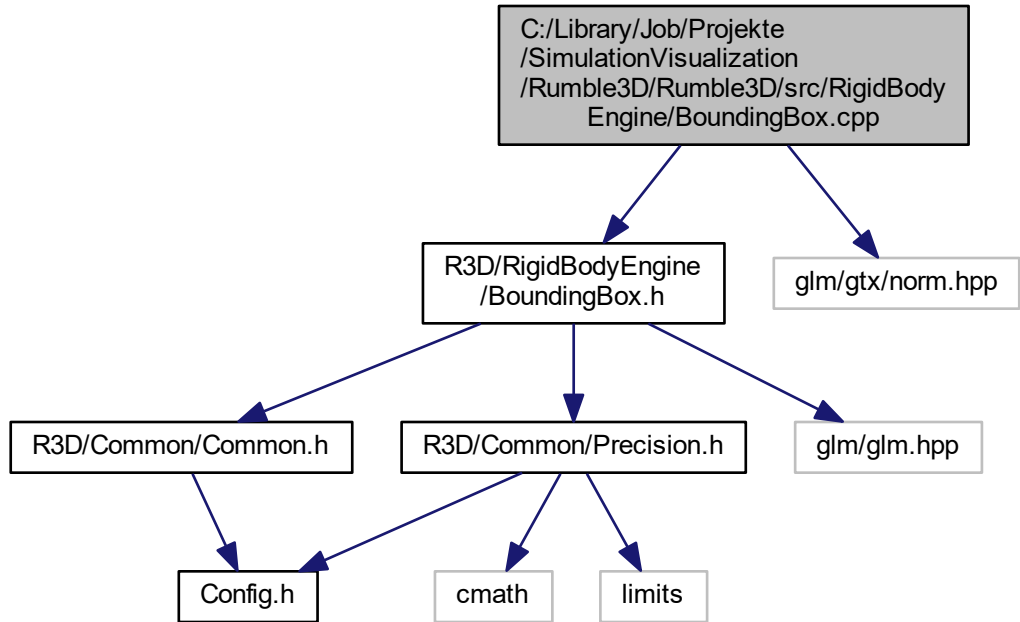 C:/Library/Job/Projekte
/SimulationVisualization
/Rumble3D/Rumble3D/src/RigidBody
Engine/BoundingBox.cpp
R3D/RigidBodyEngine
/BoundingBox.h
glm/gtx/norm.hpp
R3D/Common/Common.h
R3D/Common/Precision.h
glm/glm.hpp
Config.h
cmath
limits